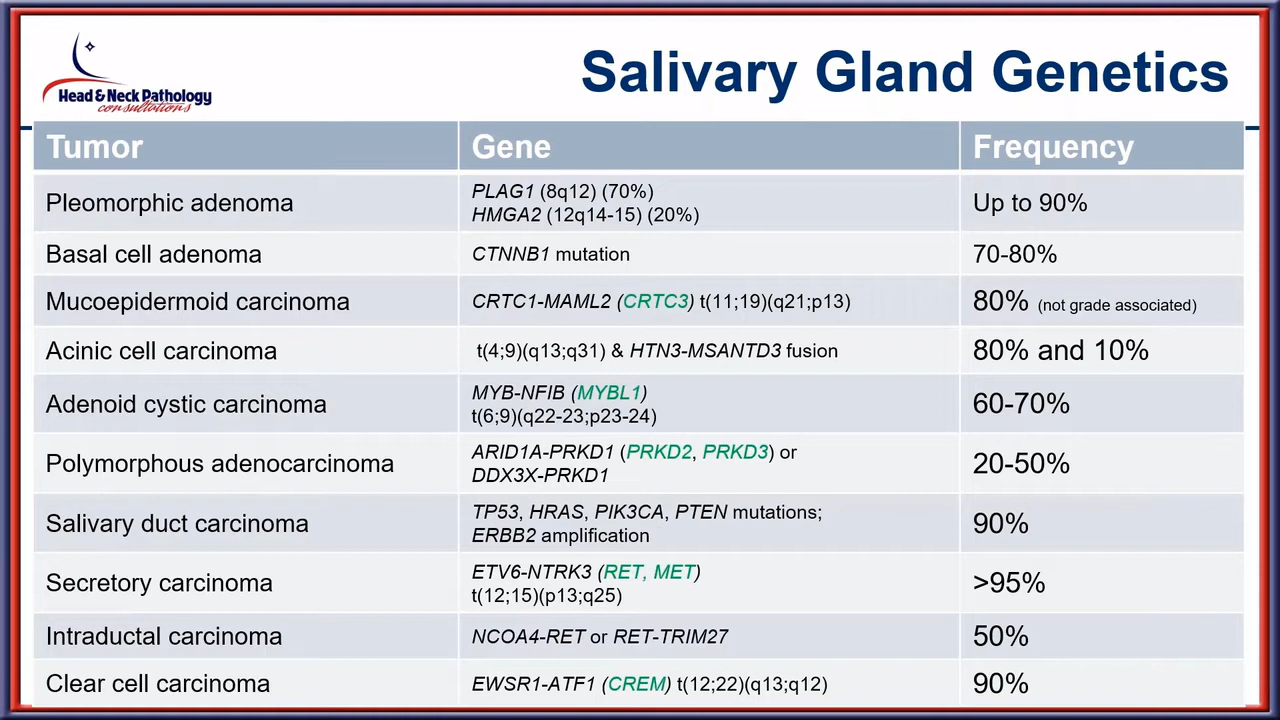 Head & Neck Pathology
consultations
Salivary Gland Genetics
Tumor Gene Frequency
Pleomorphic adenoma PLAG1 (8q12) (70%)
HMGA2 (12q14-15) (20%) Up to 90%
Basal cell adenoma CTNNB1 mutation 70-80%
Mucoepidermoid carcinoma CRTC1-MAML2 (CRTC3) t(11;19)(q21;p13) 80% (not grade associated)
Acinic cell carcinoma t(4;9)(q13;q31) & HTN3-MSANTD3 fusion 80% and 10%
Adenoid cystic carcinoma MYB-NFIB (MYBL1)
t(6;9)(q22-23;p23-24) 60-70%
Polymorphous adenocarcinoma ARID1A-PRKD1 (PRKD2, PRKD3) or
DDX3X-PRKD1 20-50%
Salivary duct carcinoma TP53, HRAS, PIK3CA, PTEN mutations;
ERBB2 amplification 90%
Secretory carcinoma ETV6-NTRK3 (RET, MET)
t(12;15)(p13;q25) >95%
Intraductal carcinoma NCOA4-RET or RET-TRIM27 50%
Clear cell carcinoma EWSR1-ATF1 (CREM) t(12;22)(q13;q12) 90%